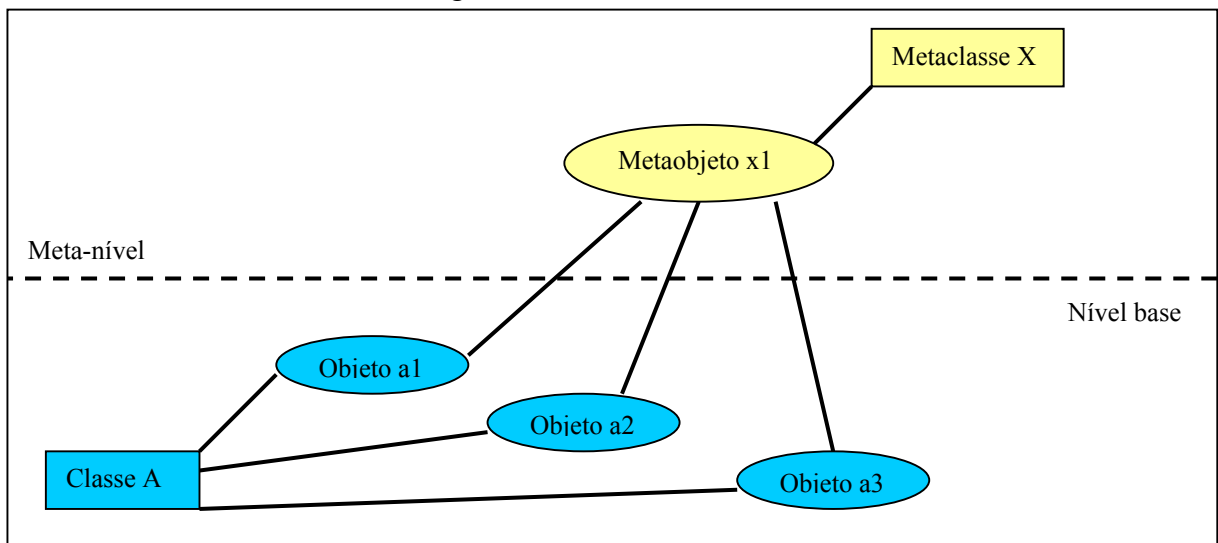 Metaclasse X
Metaobjeto x1
Meta-nível
Nível base
Objeto a1
Objeto a2
Classe A
Objeto a3